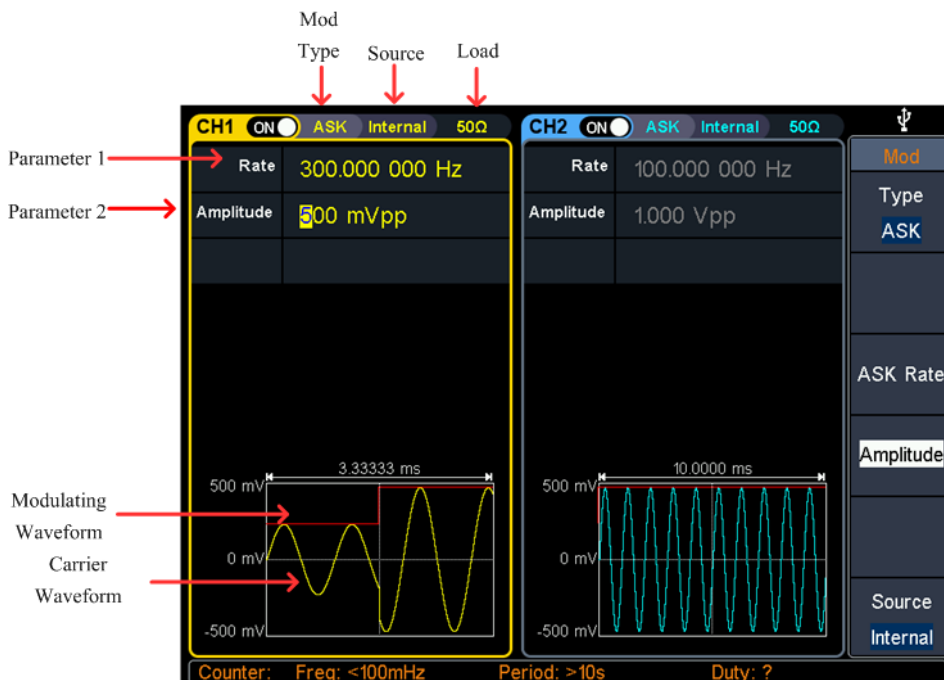 Mod
Type
Source
Load
CH1 ON ASK Internal 50Ω
CH2 ON ASK Internal 50Ω
Parameter 1
Rate 300.000 000 Hz
Rate 100.000 000 Hz
Mod
Parameter 2
Amplitude 500 mVpp
Amplitude 1.000 Vpp
Type
ASK
ASK Rate
Amplitude
3.33333 ms
10.0000 ms
500 mV
500 mV
Modulating
Waveform
0 mV
0 mV
Carrier
Waveform
-500 mV
-500 mV
Source
Internal
Counter: Freq: <100mHz Period: >10s Duty: ?